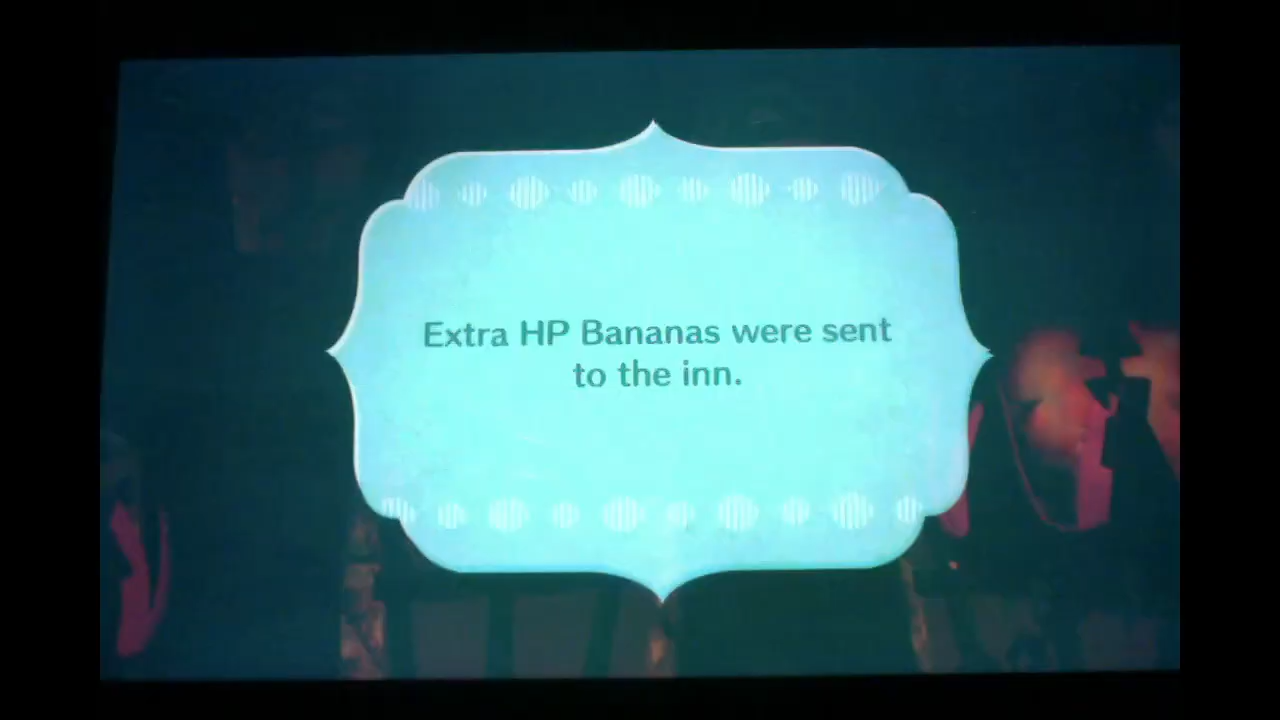 Extra HP Bananas were sent
to the inn.